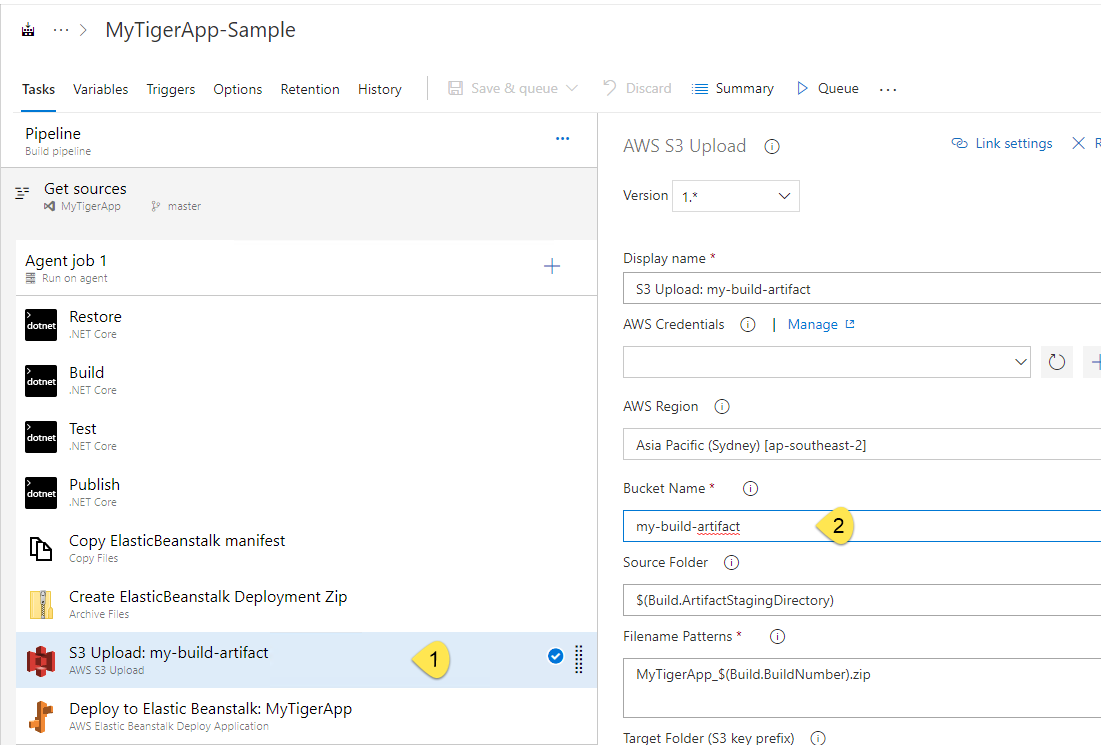 ··· > MyTigerApp-Sample
Tasks Variables Triggers Options Retention History Save & queue Discard Summary Queue ...
Pipeline
Build pipeline
Get sources
MyTigerApp master
Agent job 1
Run on agent
dotnet Restore
.NET Core
dotnet Build
.NET Core
dotnet Test
.NET Core
dotnet Publish
.NET Core
Copy ElasticBeanstalk manifest
Copy Files
Create ElasticBeanstalk Deployment Zip
Archive Files
S3 Upload: my-build-artifact
AWS S3 Upload
1
Deploy to Elastic Beanstalk: MyTigerApp
AWS Elastic Beanstalk Deploy Application
AWS S3 Upload Link settings R
Version 1.*
Display name *
S3 Upload: my-build-artifact
AWS Credentials | Manage
AWS Region
Asia Pacific (Sydney) [ap-southeast-2]
Bucket Name *
my-build-artifact 2
Source Folder
$(Build.ArtifactStagingDirectory)
Filename Patterns *
MyTigerApp_$(Build.BuildNumber).zip
Target Folder (S3 key prefix)